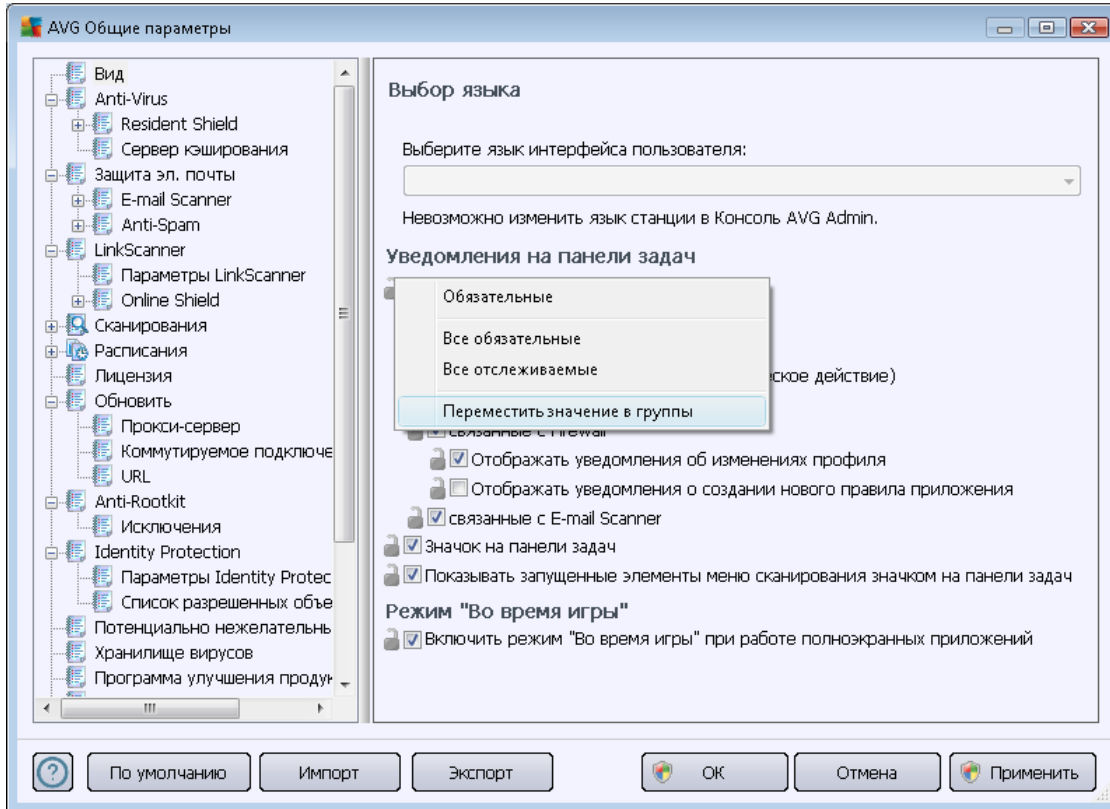 AVG Общие параметры
Вид
Anti-Virus
Resident Shield
Сервер кэширования
Защита эл. почты
E-mail Scanner
Anti-Spam
LinkScanner
Параметры LinkScanner
Online Shield
Сканирования
Расписания
Лицензия
Обновить
Прокси-сервер
Коммутируемое подключе
URL
Anti-Rootkit
Исключения
Identity Protection
Параметры Identity Protec
Список разрешенных объе
Потенциально нежелательнь
Хранилище вирусов
Программа улучшения продук
Выбор языка
Выберите язык интерфейса пользователя:
Невозможно изменить язык станции в Консоль AVG Admin.
Уведомления на панели задач
Обязательные
Все обязательные
Все отслеживаемые
еское действие)
Переместить значение в группы
связанные с Firewall
Отображать уведомления об изменениях профиля
Отображать уведомления о создании нового правила приложения
связанные с E-mail Scanner
Значок на панели задач
Показывать запущенные элементы меню сканирования значком на панели задач
Режим "Во время игры"
Включить режим "Во время игры" при работе полноэкранных приложений
По умолчанию
Импорт
Экспорт
ОК
Отмена
Применить